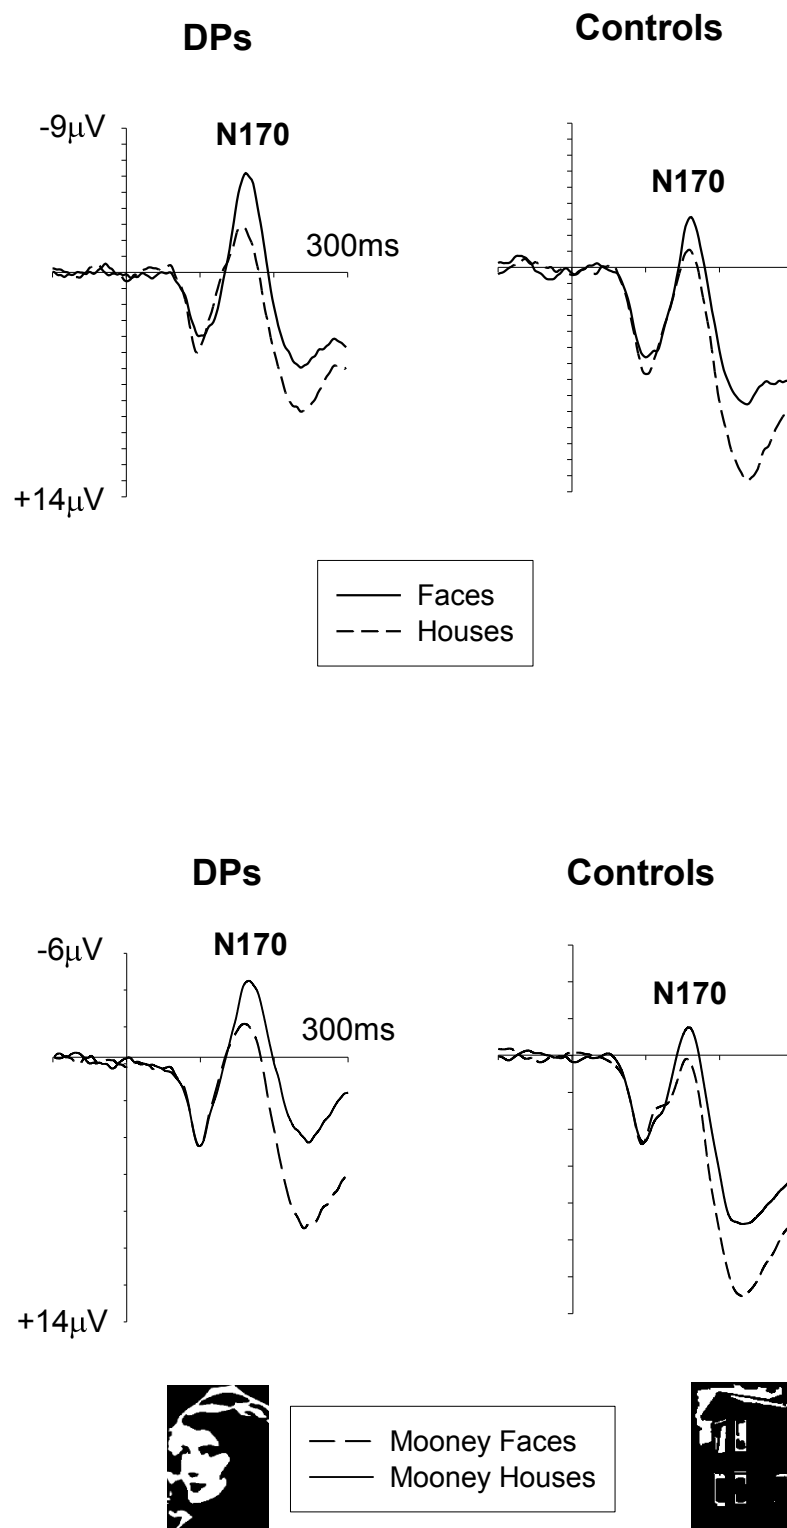 DPs
Controls
-9μV
N170
N170
300ms
+14μV
Faces
Houses
DPs
Controls
-6μV
N170
N170
300ms
+14μV
Mooney Faces
Mooney Houses